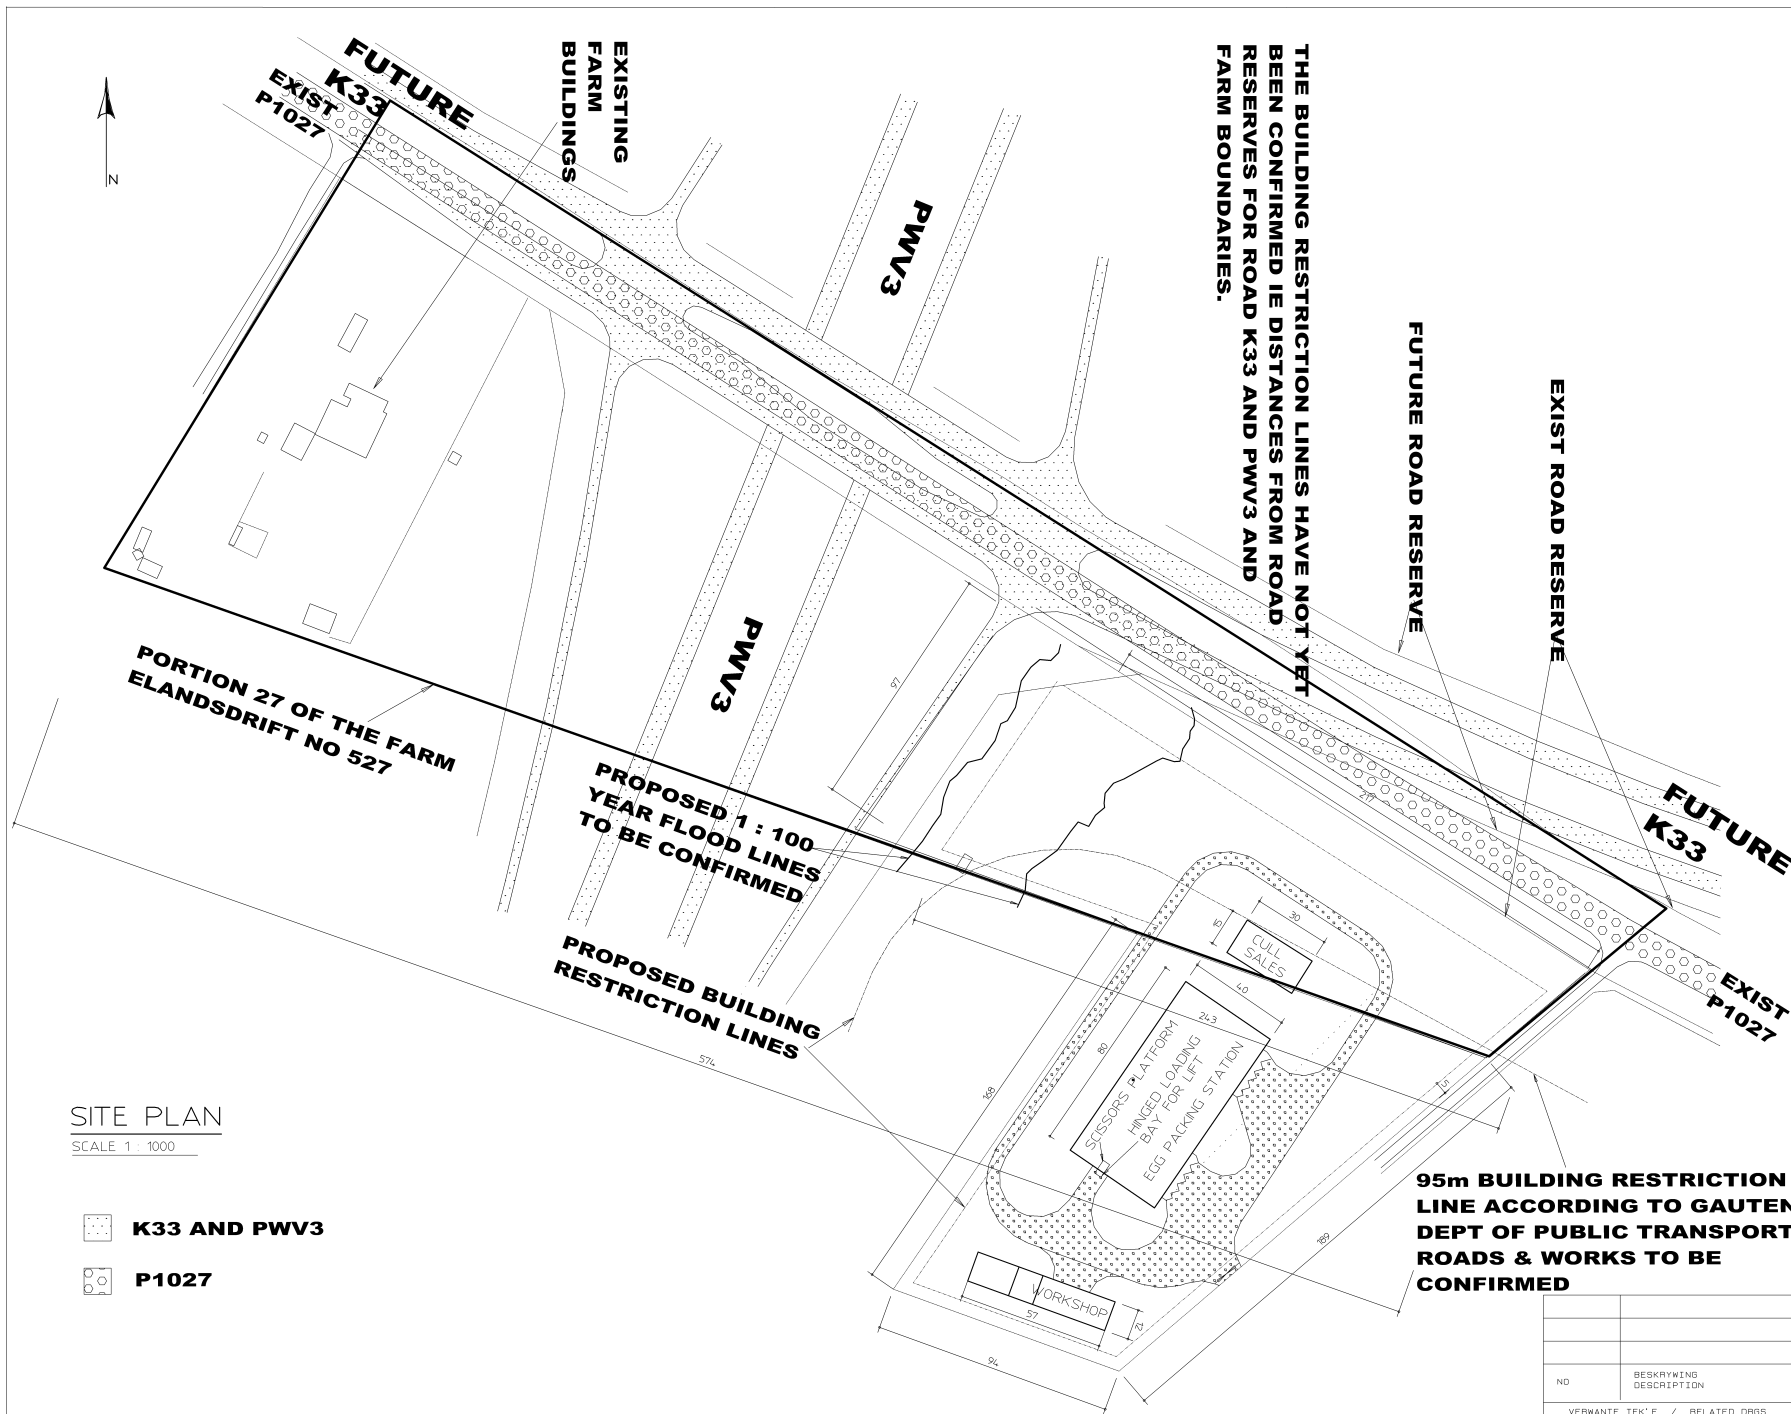 FUTURE
K33
EXIST
P1027
EXISTING
FARM
BUILDINGS
THE BUILDING RESTRICTION LINES HAVE NOT YET
BEEN CONFIRMED IE DISTANCES FROM ROAD
RESERVES FOR ROAD K33 AND PWV3 AND
FARM BOUNDARIES.
N
PWV3
FUTURE ROAD RESERVE
EXIST ROAD RESERVE
PWV3
97
PORTION 27 OF THE FARM
ELANDSDRIFT NO 527
PROPOSED 1 : 100
YEAR FLOOD LINES
TO BE CONFIRMED
217
FUTURE
K33
EXIST
P1027
PROPOSED BUILDING
RESTRICTION LINES
15
30
CULL
SALES
40
243
80
168
574
SCISSORS PLATFORM
HINGED LOADING
BAY FOR LIFT
EGG PACKING STATION
5
189
95m BUILDING RESTRICTION
LINE ACCORDING TO GAUTEN
DEPT OF PUBLIC TRANSPORT
ROADS & WORKS TO BE
CONFIRMED
WORKSHOP
57
12
94
SITE PLAN
SCALE 1 : 1000
K33 AND PWV3
P1027
NO
BESKRYWING
DESCRIPTION
VERWANTE TEK'E / RELATED DRGS